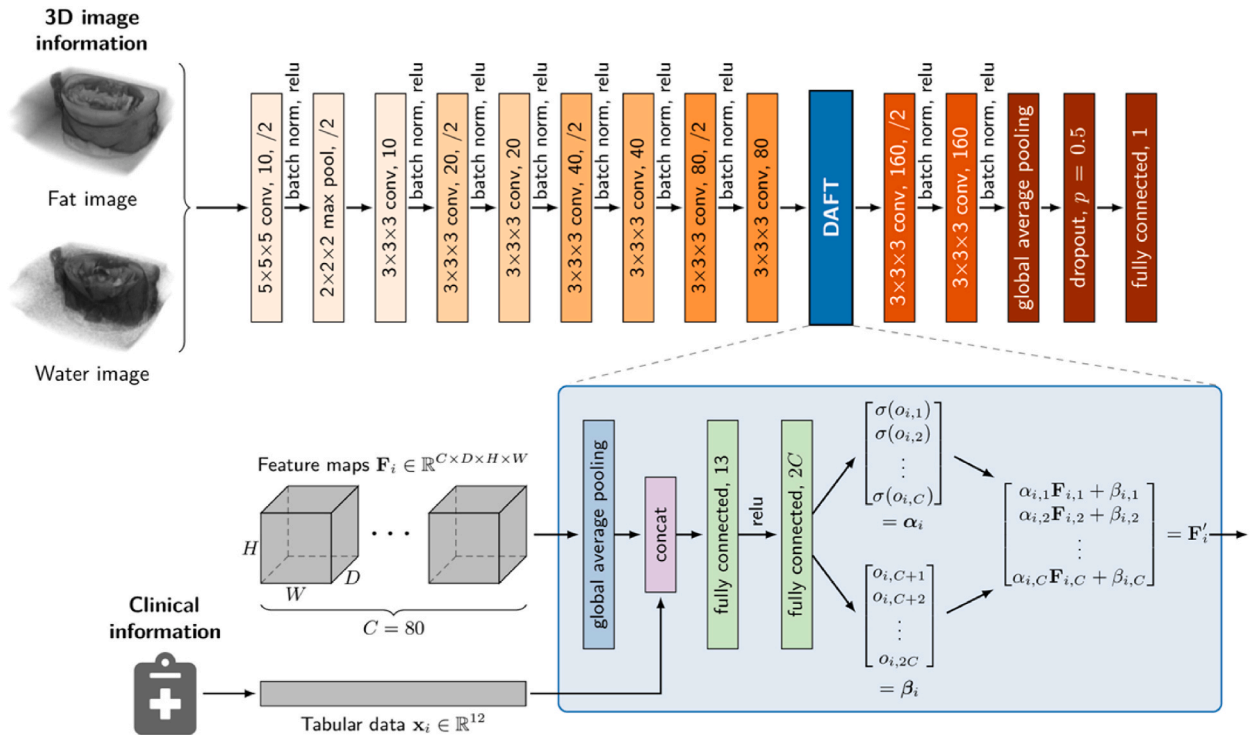 3D image
information
Fat image
Water image
5×5×5 conv, 10, /2
batch norm, relu
2×2×2 max pool, /2
3×3×3 conv, 10
batch norm, relu
3×3×3 conv, 20, /2
batch norm, relu
3×3×3 conv, 20
batch norm, relu
3×3×3 conv, 40, /2
batch norm, relu
3×3×3 conv, 40
batch norm, relu
3×3×3 conv, 80, /2
batch norm, relu
3×3×3 conv, 80
DAFT
3×3×3 conv, 160, /2
batch norm, relu
3×3×3 conv, 160
batch norm, relu
global average pooling
dropout, p = 0.5
fully connected, 1
Feature maps F_i ∈ ℝ^{C×D×H×W}
H
W
D
C = 80
Clinical
information
Tabular data x_i ∈ ℝ^{12}
global average pooling
concat
fully connected, 13
relu
fully connected, 2C
σ(o_{i,1})
σ(o_{i,2})
⋮
σ(o_{i,C})
= α_i
o_{i,C+1}
o_{i,C+2}
⋮
o_{i,2C}
= β_i
α_{i,1}F_{i,1} + β_{i,1}
α_{i,2}F_{i,2} + β_{i,2}
⋮
α_{i,C}F_{i,C} + β_{i,C}
= F′_i